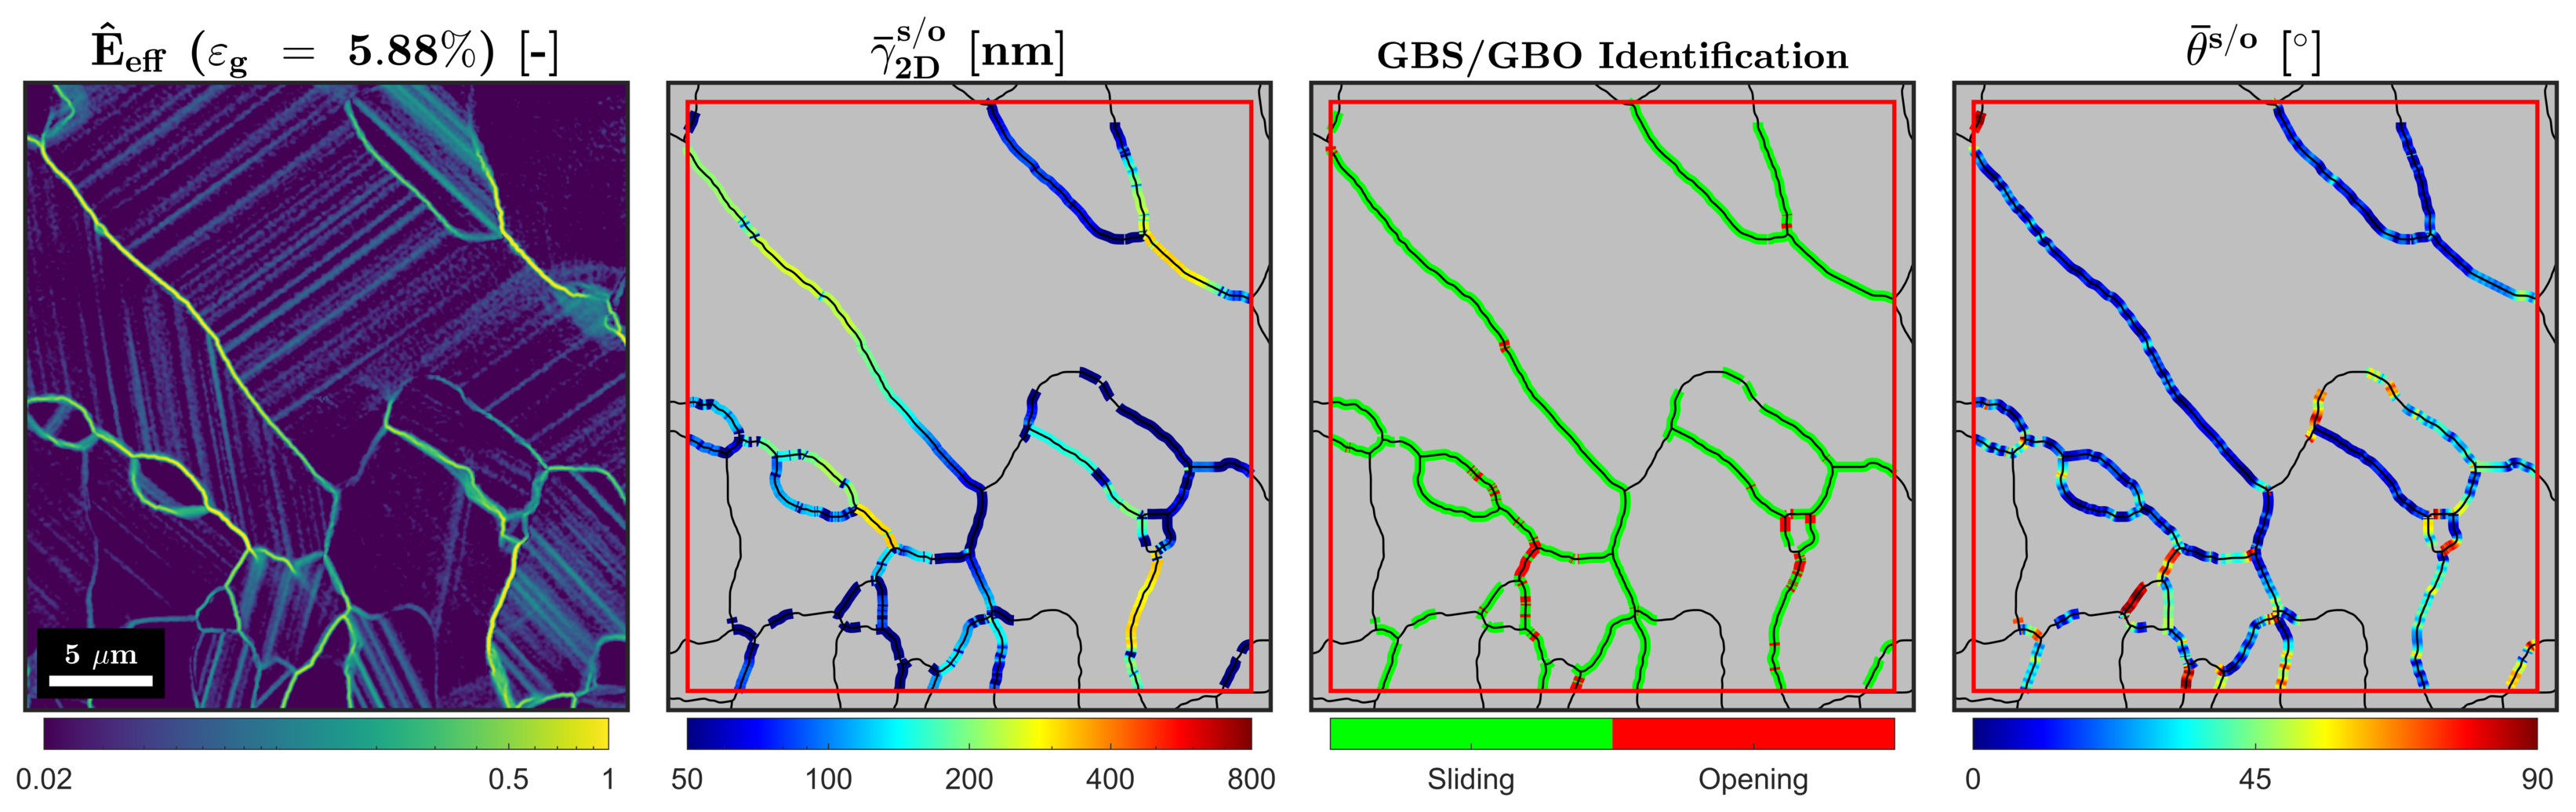 Ê_eff (ε_g = 5.88%) [-]
γ̄_2D^s/o [nm]
GBS/GBO Identification
θ̄^s/o [°]
5 μm
0.02 0.5 1
50 100 200 400 800
Sliding Opening
0 45 90